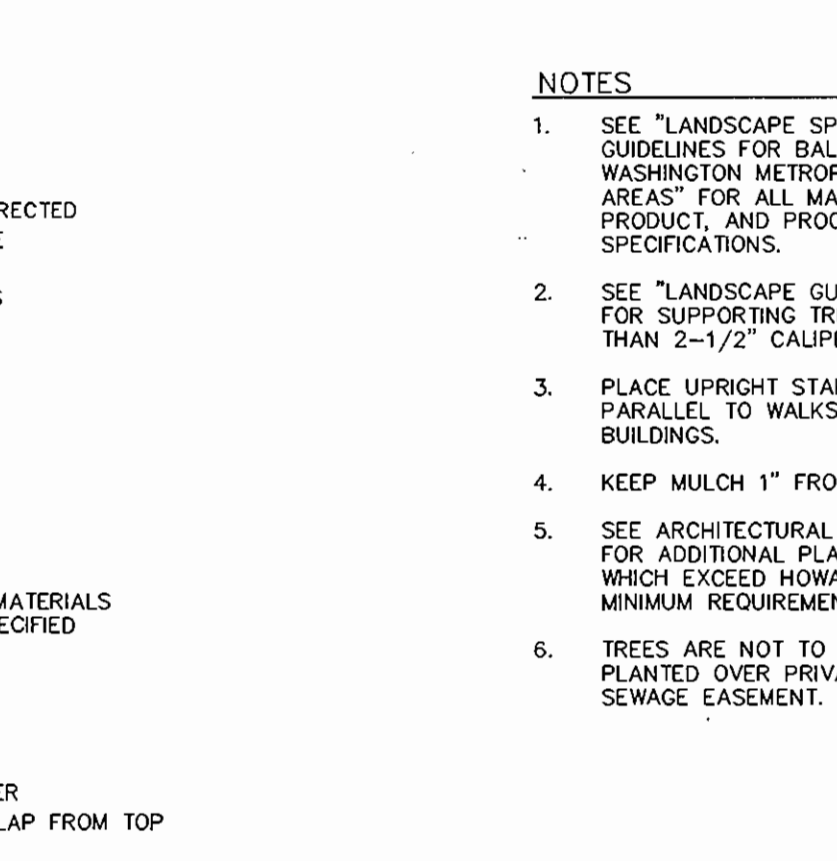 RECTED
E
S
MATERIALS
ECIFIED
ER
LAP FROM TOP
NOTES
1. SEE "LANDSCAPE SP
GUIDELINES FOR BAL
WASHINGTON METROP
AREAS" FOR ALL MA
PRODUCT, AND PROC
SPECIFICATIONS.
2. SEE "LANDSCAPE GU
FOR SUPPORTING TR
THAN 2-1/2" CALIP
3. PLACE UPRIGHT STA
PARALLEL TO WALKS
BUILDINGS.
4. KEEP MULCH 1" FRO
5. SEE ARCHITECTURAL
FOR ADDITIONAL PLA
WHICH EXCEED HOWA
MINIMUM REQUIREMEN
6. TREES ARE NOT TO
PLANTED OVER PRIVA
SEWAGE EASEMENT.